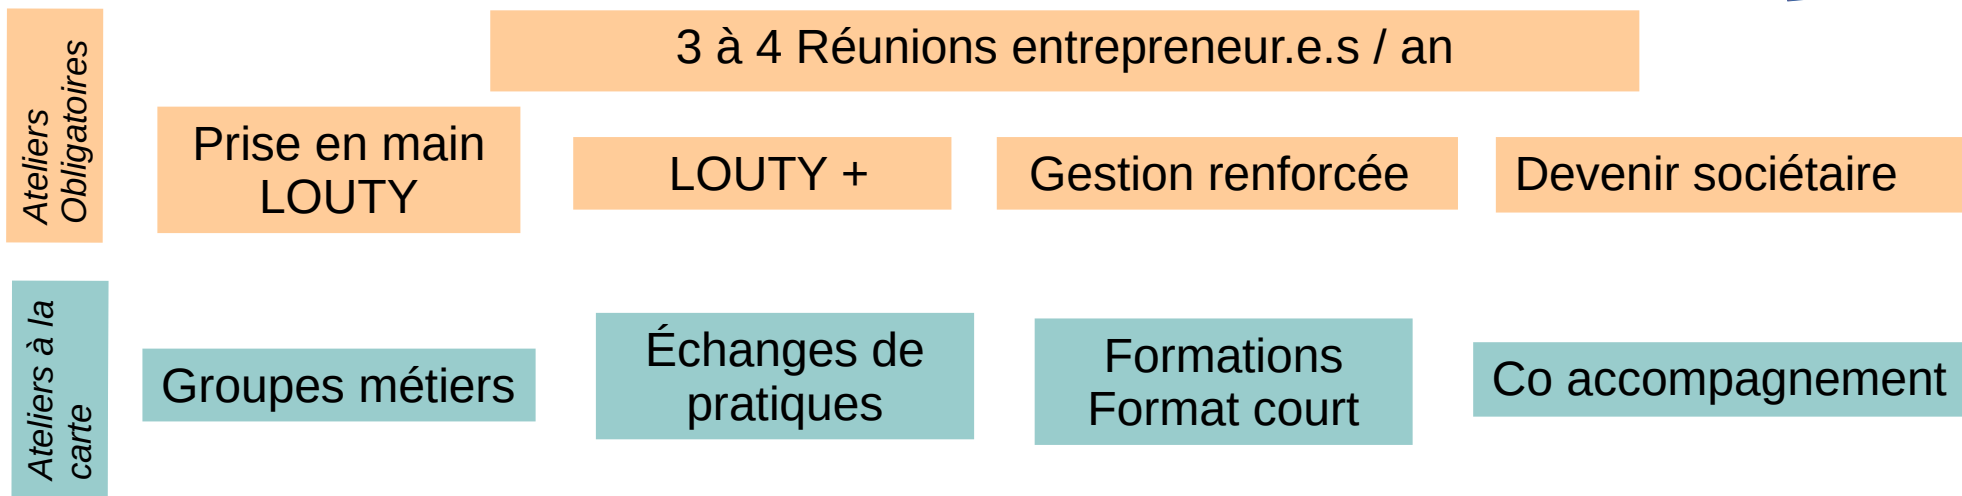 Ateliers
Obligatoires
3 à 4 Réunions entrepreneur.e.s / an
Prise en main
LOUTY
LOUTY +
Gestion renforcée
Devenir sociétaire
Ateliers à la
carte
Groupes métiers
Échanges de
pratiques
Formations
Format court
Co accompagnement